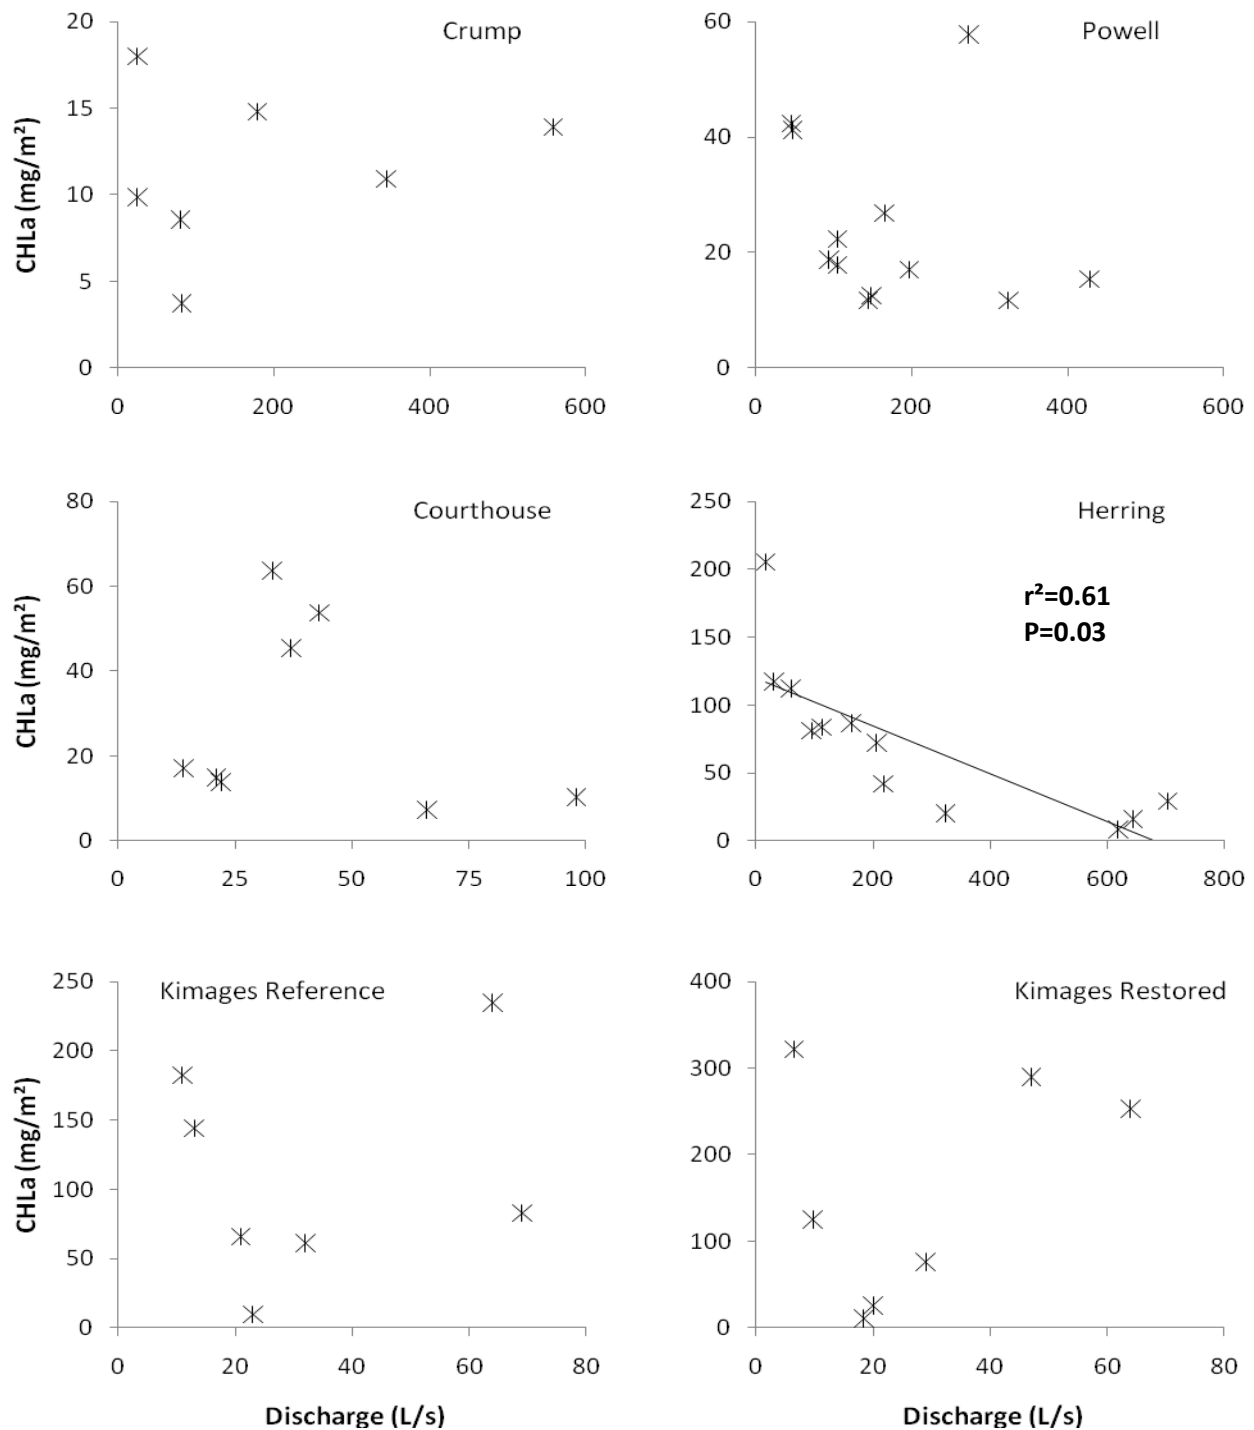 Crump
CHLa (mg/m²)
20
15
10
5
0
0 200 400 600
Powell
60
40
20
0
0 200 400 600
Courthouse
CHLa (mg/m²)
80
60
40
20
0
0 25 50 75 100
Herring
r²=0.61
P=0.03
250
200
150
100
50
0
0 200 400 600 800
Kimages Reference
CHLa (mg/m²)
250
200
150
100
50
0
0 20 40 60 80
Discharge (L/s)
Kimages Restored
400
300
200
100
0
0 20 40 60 80
Discharge (L/s)